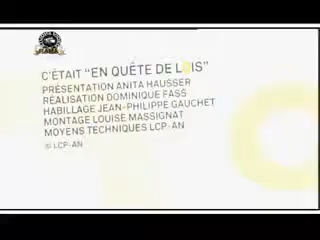 C'ÉTAIT "EN QUÊTE DE LOIS"
PRÉSENTATION ANITA HAUSSER
RÉALISATION DOMINIQUE FASS
HABILLAGE JEAN-PHILIPPE GAUCHET
MONTAGE LOUISE MASSIGNAT
MOYENS TECHNIQUES LCP-AN
© LCP-AN